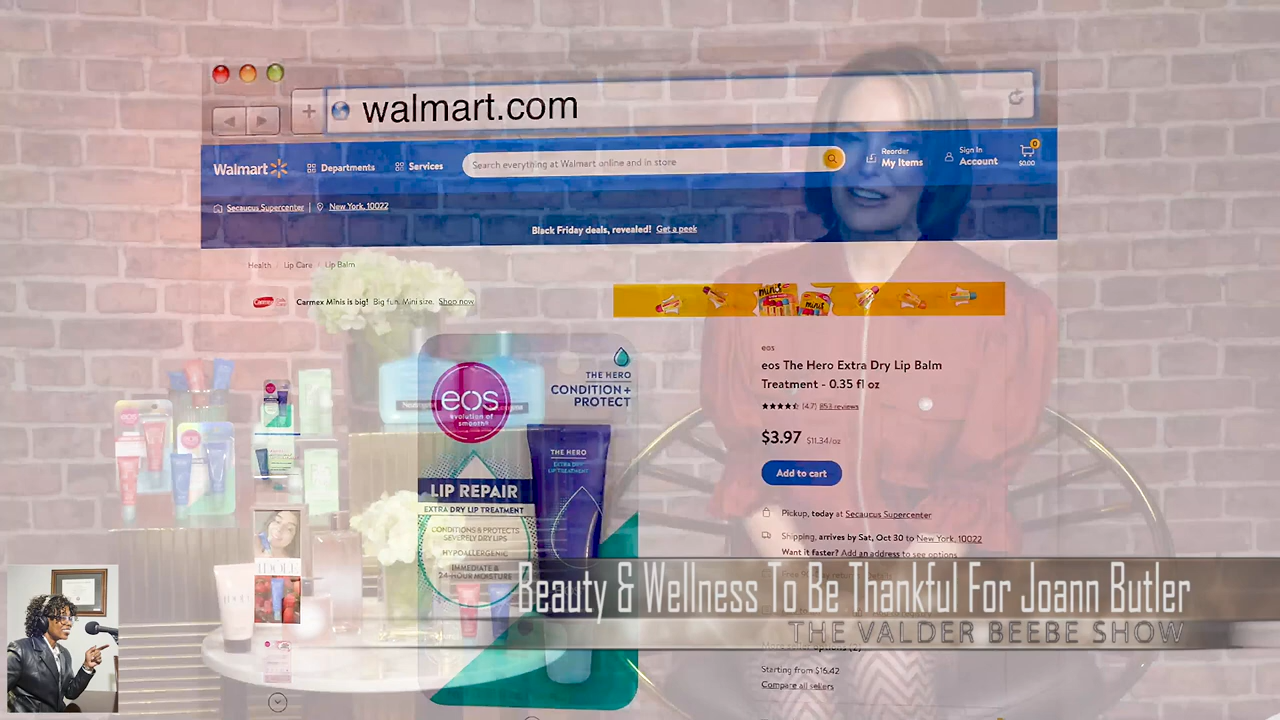 walmart.com
Walmart
Departments
Services
Search everything at Walmart online and in store
Reorder
My Items
Sign In
Account
0
$0.00
Secaucus Supercenter
New York, 10022
Black Friday deals, revealed! Get a peek
Health / Lip Care / Lip Balm
Carmex Minis is big! Big fun. Mini size. Shop now
minis
minis
eos
eos The Hero Extra Dry Lip Balm
Treatment - 0.35 fl oz
(4.7) 853 reviews
$3.97 $11.34/oz
Add to cart
Pickup, today at Secaucus Supercenter
Shipping, arrives by Sat, Oct 30 to New York, 10022
Want it faster? Add an address to see options
Starting from $16.42
Compare all sellers
eos
evolution of
smooth
THE HERO
CONDITION +
PROTECT
LIP REPAIR
EXTRA DRY LIP TREATMENT
CONDITIONS & PROTECTS
SEVERELY DRY LIPS
HYPOALLERGENIC
IMMEDIATE &
24-HOUR MOISTURE
THE HERO
EXTRA DRY
LIP TREATMENT
Beauty & Wellness To Be Thankful For Joann Butler
THE VALDER BEEBE SHOW